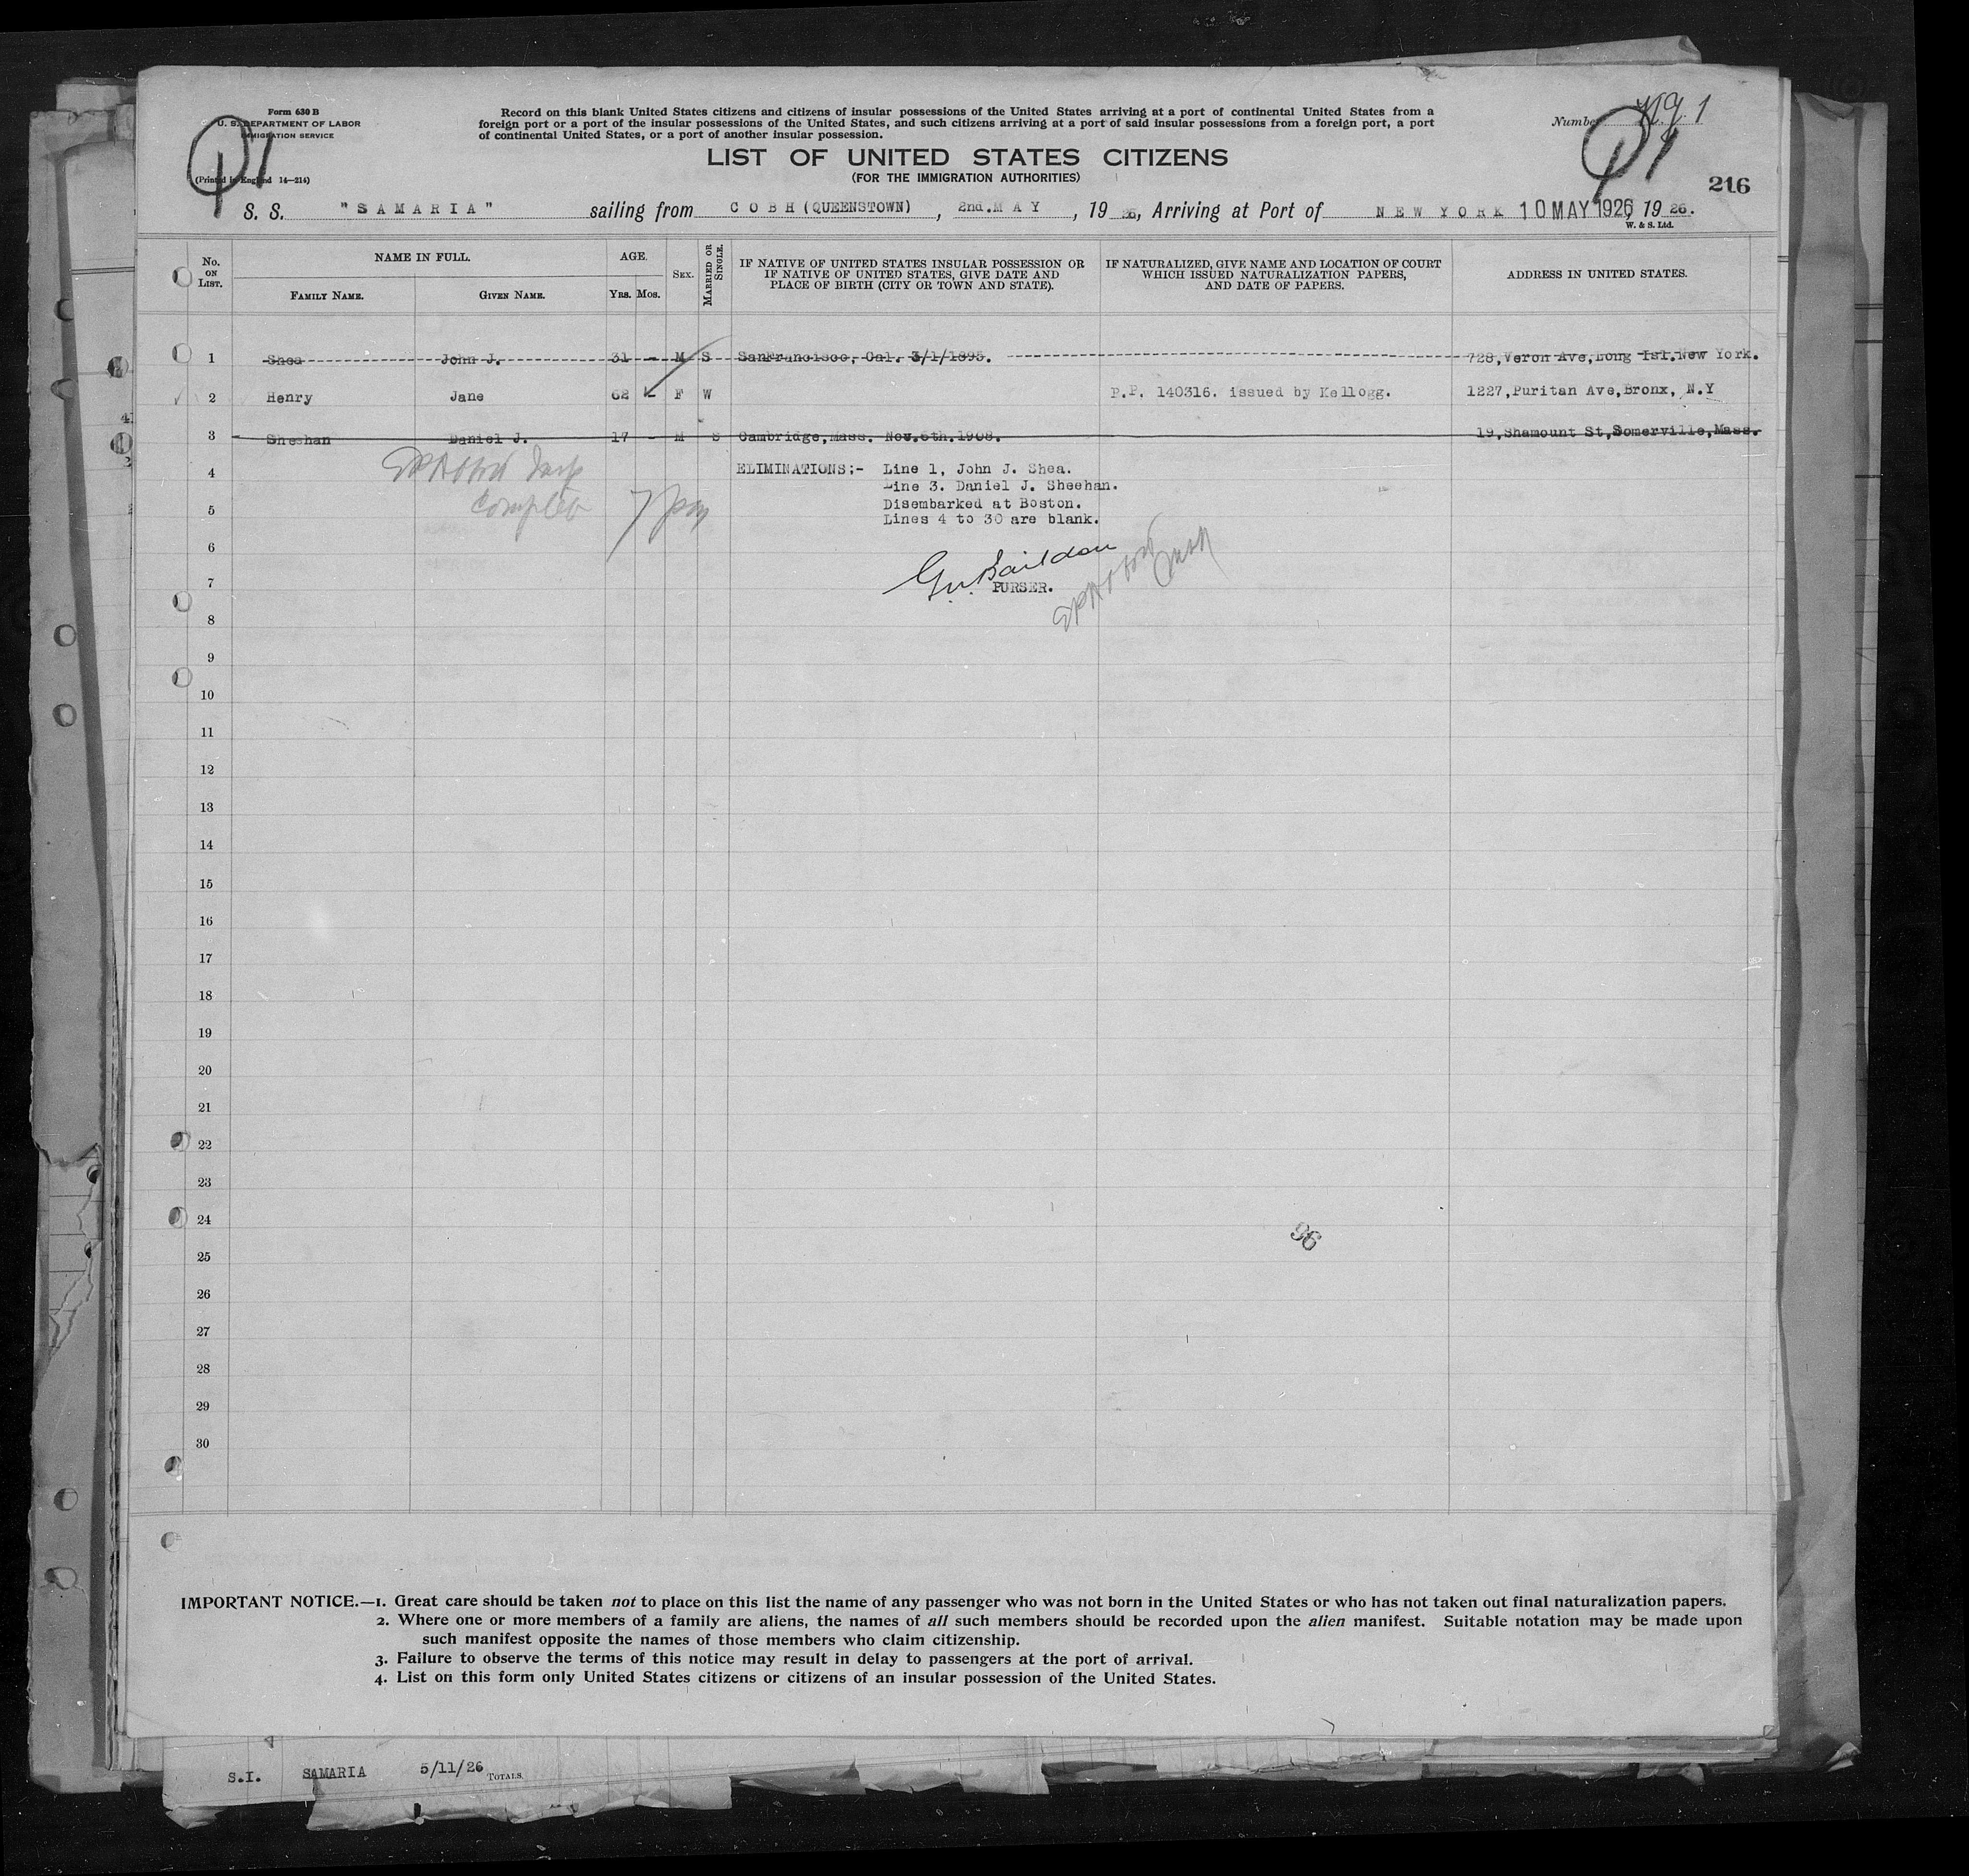 Form 630 B
U. S. DEPARTMENT OF LABOR
IMMIGRATION SERVICE
(Printed in England 14—214)
Record on this blank United States citizens and citizens of insular possessions of the United States arriving at a port of continental United States from a
foreign port or a port of the insular possessions of the United States, and such citizens arriving at a port of said insular possessions from a foreign port, a port
of continental United States, or a port of another insular possession.
Number 1
LIST OF UNITED STATES CITIZENS
(FOR THE IMMIGRATION AUTHORITIES)
216
S. S. "SAMARIA" sailing from COBH (QUEENSTOWN), 2nd. MAY, 19 26, Arriving at Port of NEW YORK 10 MAY 1926, 19 26.
W. & S. Ltd.
No. ON LIST.
NAME IN FULL.
FAMILY NAME.
GIVEN NAME.
AGE.
YRS.
MOS.
SEX.
MARRIED OR SINGLE.
IF NATIVE OF UNITED STATES INSULAR POSSESSION OR
IF NATIVE OF UNITED STATES, GIVE DATE AND
PLACE OF BIRTH (CITY OR TOWN AND STATE).
IF NATURALIZED, GIVE NAME AND LOCATION OF COURT
WHICH ISSUED NATURALIZATION PAPERS,
AND DATE OF PAPERS.
ADDRESS IN UNITED STATES.
1 Shea John J. 31 - M S SanFrancisco, Cal. 3/1/1895. 728, Veron Ave, Long Isl. New York.
2 Henry Jane 62 - F W P.P. 140316. issued by Kellogg. 1227, Puritan Ave, Bronx, N.Y
3 Sheehan Daniel J. 17 - M S Cambridge, Mass. Nov. 6th. 1908. 19, Shamount St, Somerville, Mass.
4 ELIMINATIONS:- Line 1, John J. Shea.
Line 3. Daniel J. Sheehan.
5 Disembarked at Boston.
Lines 4 to 30 are blank.
6
7 PURSER.
8
9
10
11
12
13
14
15
16
17
18
19
20
21
22
23
24
96
25
26
27
28
29
30
IMPORTANT NOTICE.—1. Great care should be taken not to place on this list the name of any passenger who was not born in the United States or who has not taken out final naturalization papers.
2. Where one or more members of a family are aliens, the names of all such members should be recorded upon the alien manifest. Suitable notation may be made upon
such manifest opposite the names of those members who claim citizenship.
3. Failure to observe the terms of this notice may result in delay to passengers at the port of arrival.
4. List on this form only United States citizens or citizens of an insular possession of the United States.
S.I. SAMARIA 5/11/26 TOTALS.